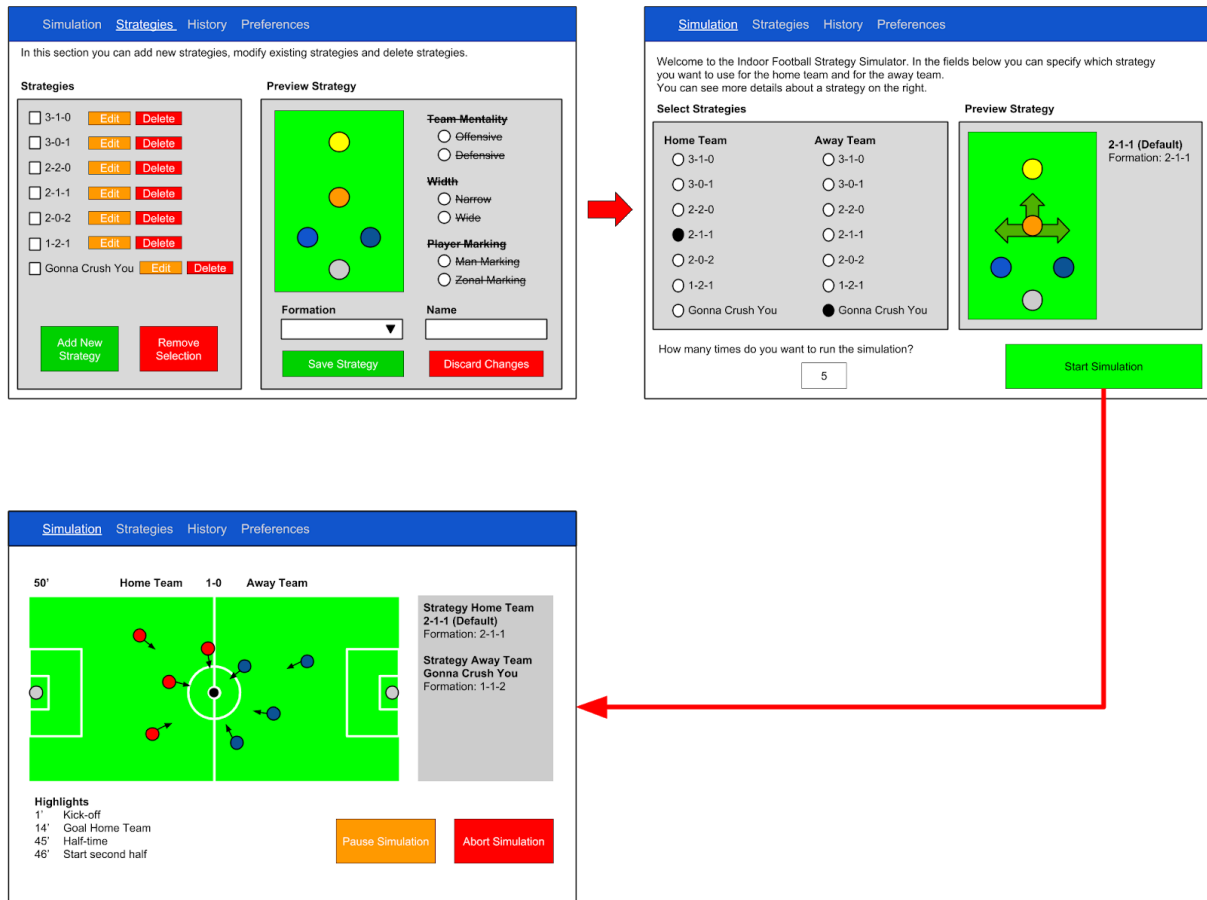 Simulation Strategies History Preferences
In this section you can add new strategies, modify existing strategies and delete strategies.
Strategies
3-1-0 Edit Delete
3-0-1 Edit Delete
2-2-0 Edit Delete
2-1-1 Edit Delete
2-0-2 Edit Delete
1-2-1 Edit Delete
Gonna Crush You Edit Delete
Add New
Strategy
Remove
Selection
Preview Strategy
Team Mentality
Offensive
Defensive
Width
Narrow
Wide
Player Marking
Man Marking
Zonal Marking
Formation
Name
Save Strategy
Discard Changes
Simulation Strategies History Preferences
Welcome to the Indoor Football Strategy Simulator. In the fields below you can specify which strategy
you want to use for the home team and for the away team.
You can see more details about a strategy on the right.
Select Strategies
Home Team
3-1-0
3-0-1
2-2-0
2-1-1
2-0-2
1-2-1
Gonna Crush You
Away Team
3-1-0
3-0-1
2-2-0
2-1-1
2-0-2
1-2-1
Gonna Crush You
Preview Strategy
2-1-1 (Default)
Formation: 2-1-1
How many times do you want to run the simulation?
5
Start Simulation
Simulation Strategies History Preferences
50' Home Team 1-0 Away Team
Strategy Home Team
2-1-1 (Default)
Formation: 2-1-1
Strategy Away Team
Gonna Crush You
Formation: 1-1-2
Highlights
1' Kick-off
14' Goal Home Team
45' Half-time
46' Start second half
Pause Simulation
Abort Simulation